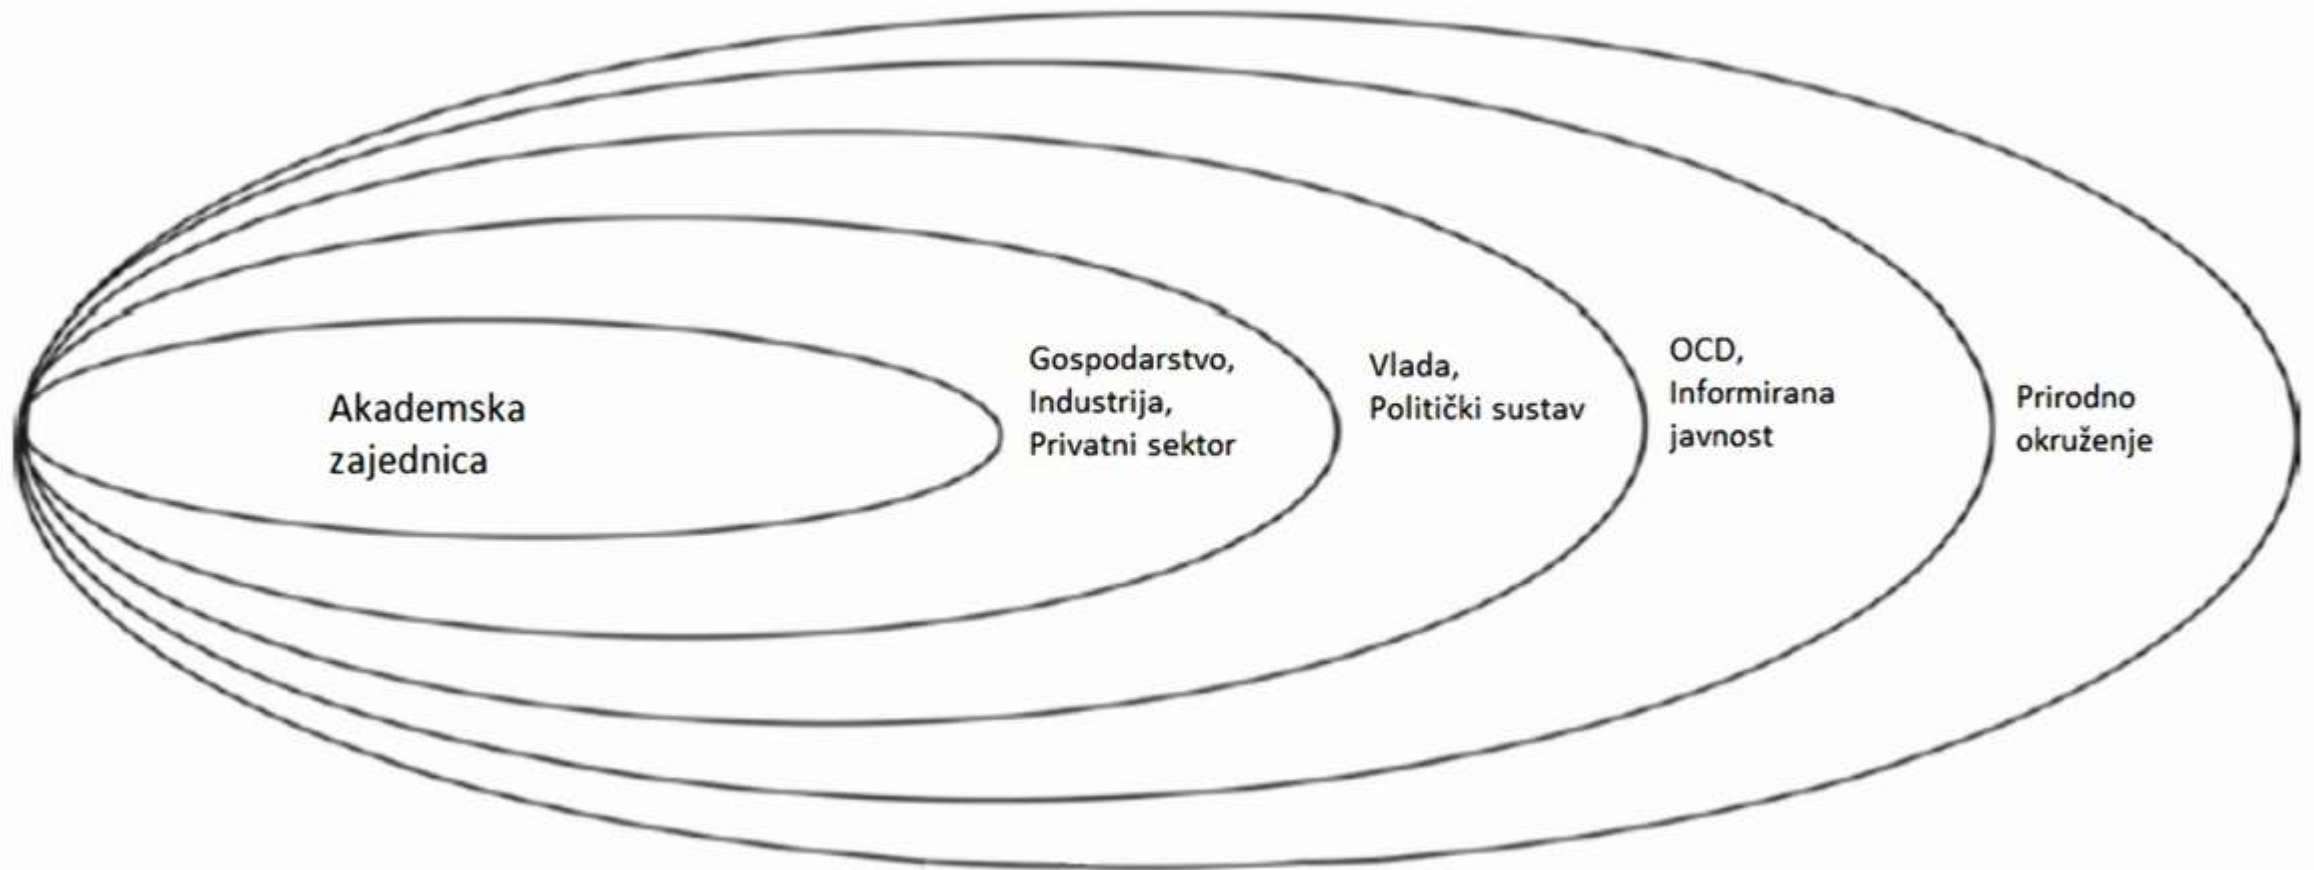 Akademska
zajednica
Gospodarstvo,
Industrija,
Privatni sektor
Vlada,
Politički sustav
OCD,
Informirana
javnost
Prirodno
okruženje